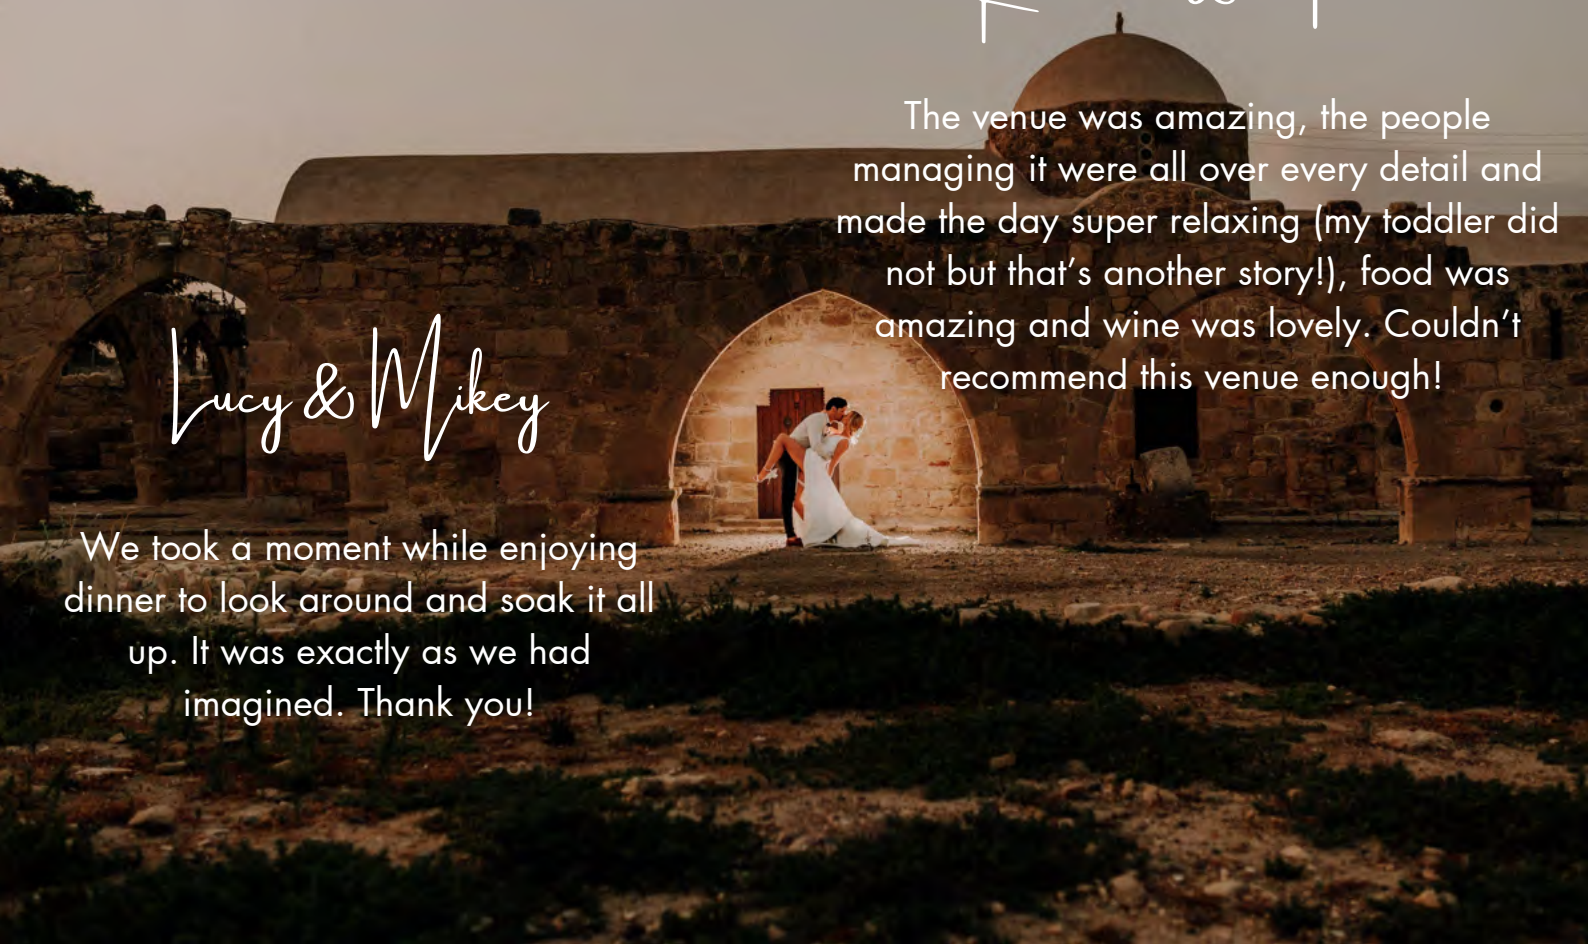 The venue was amazing, the people
managing it were all over every detail and
made the day super relaxing (my toddler did
not but that’s another story!), food was
amazing and wine was lovely. Couldn’t
recommend this venue enough!
Lucy & Mikey
We took a moment while enjoying
dinner to look around and soak it all
up. It was exactly as we had
imagined. Thank you!